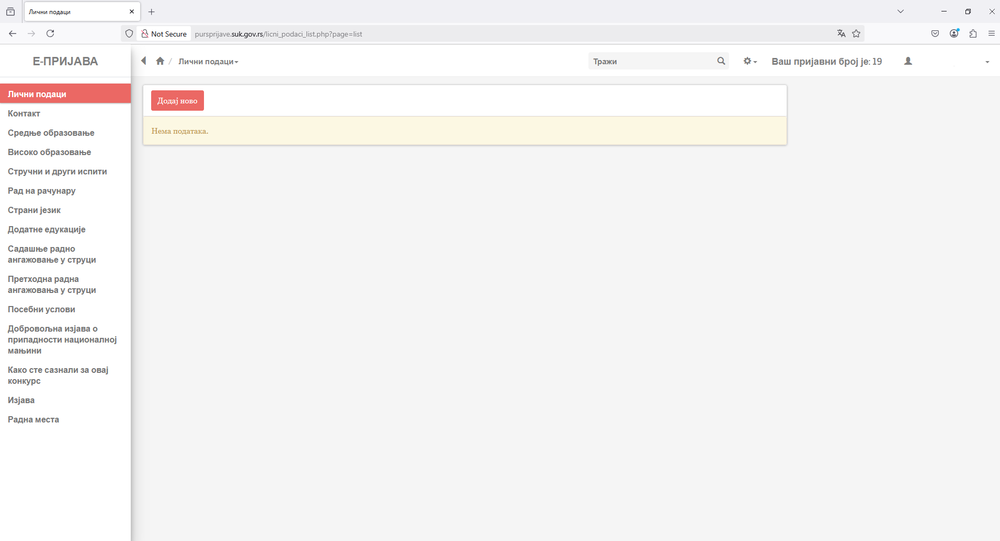 Лични подаци
Not Secure
pursprijave.suk.gov.rs/licni_podaci_list.php?page=list
Е-ПРИЈАВА
/ Лични подаци
Тражи
Ваш пријавни број је: 19
Лични подаци
Контакт
Средње образовање
Високо образовање
Стручни и други испити
Рад на рачунару
Страни језик
Додатне едукације
Садашње радно
ангажовање у струци
Претходна радна
ангажовања у струци
Посебни услови
Добровољна изјава о
припадности националној
мањини
Како сте сазнали за овај
конкурс
Изјава
Радна места
Додај ново
Нема података.